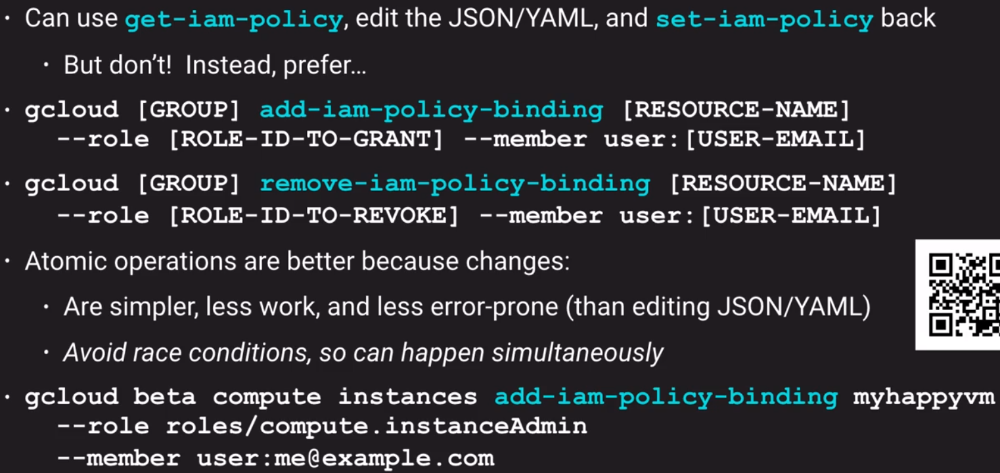 • Can use get-iam-policy, edit the JSON/YAML, and set-iam-policy back
• But don’t!  Instead, prefer…
• gcloud [GROUP] add-iam-policy-binding [RESOURCE-NAME]
--role [ROLE-ID-TO-GRANT] --member user:[USER-EMAIL]
• gcloud [GROUP] remove-iam-policy-binding [RESOURCE-NAME]
--role [ROLE-ID-TO-REVOKE] --member user:[USER-EMAIL]
• Atomic operations are better because changes:
• Are simpler, less work, and less error-prone (than editing JSON/YAML)
• Avoid race conditions, so can happen simultaneously
• gcloud beta compute instances add-iam-policy-binding myhappyvm
--role roles/compute.instanceAdmin
--member user:me@example.com